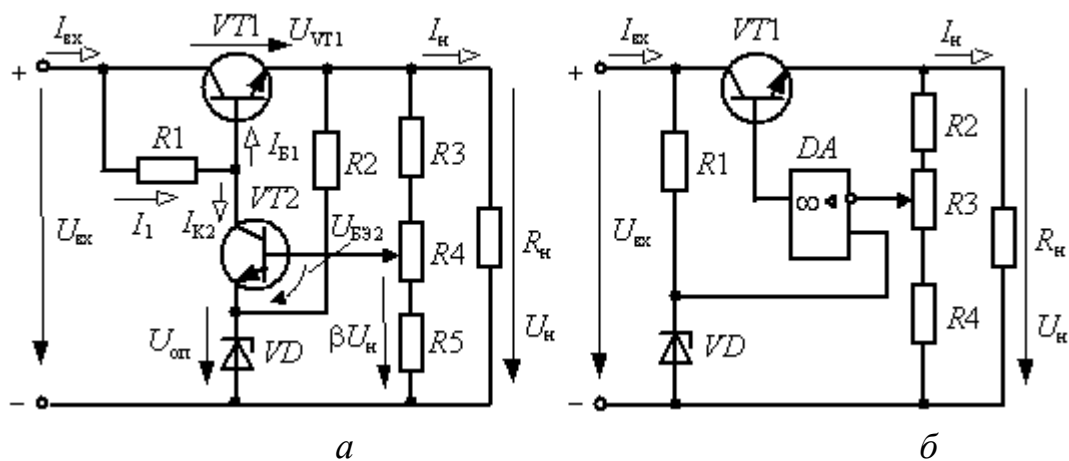 Iвх VT1 UVT1 Iн
+
R1 IБ1 R2 R3
I1 IК2 VT2 UБЭ2
Uвх R4 Rн
Uоп VD βUн R5 Uн
−
а
Iвх VT1 Iн
+
R1 DA R2
∞ R3
Uвх Rн
VD R4 Uн
−
б